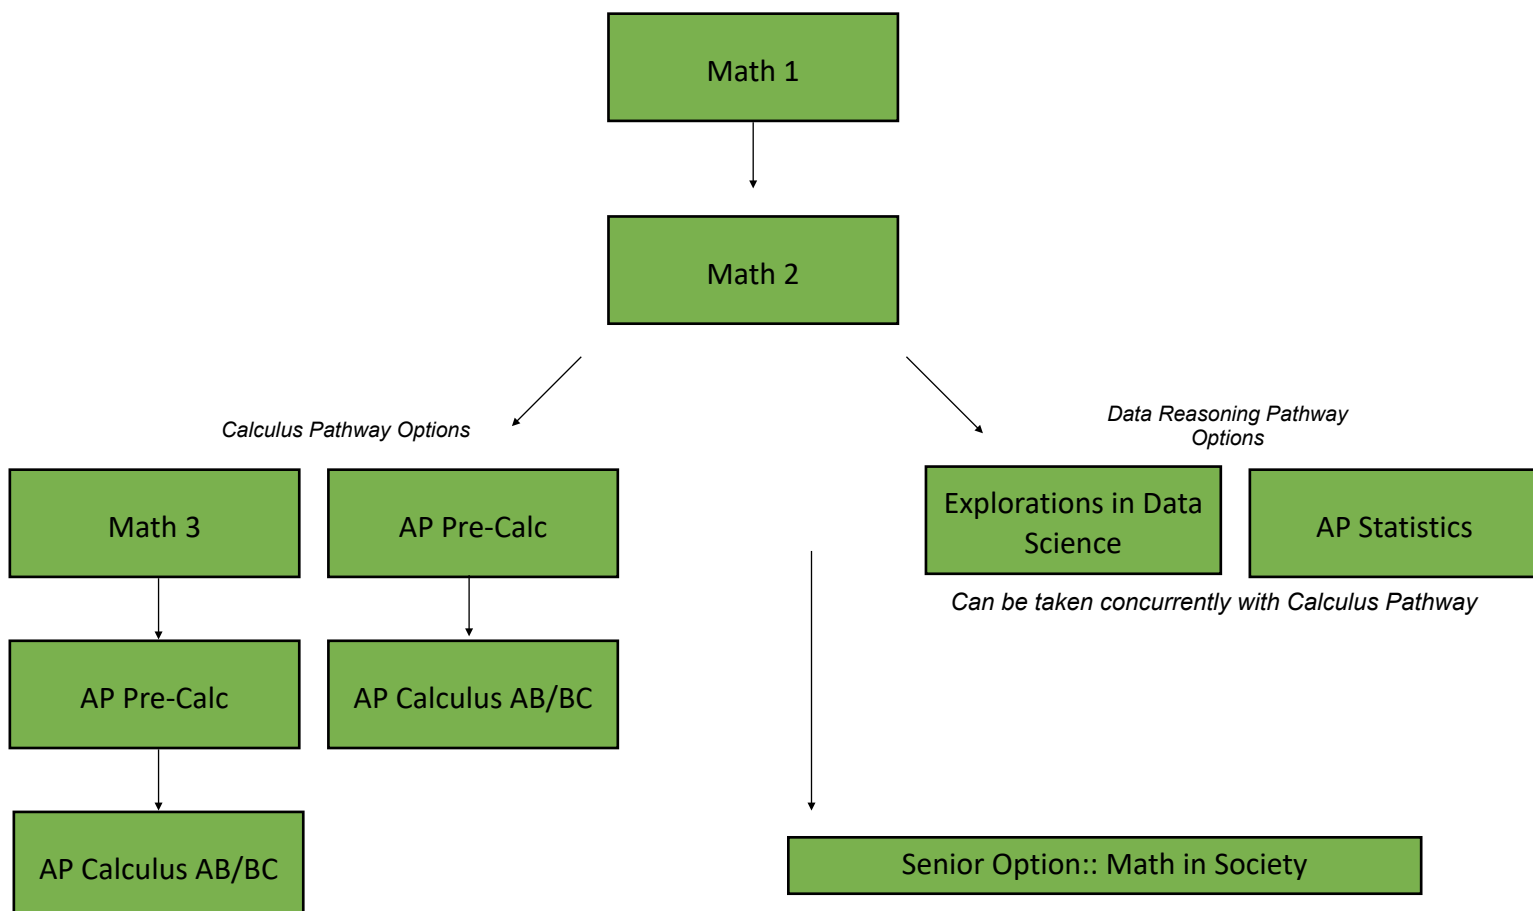 Math 1
Math 2
Calculus Pathway Options
Data Reasoning Pathway
Options
Math 3
AP Pre-Calc
Explorations in Data
Science
AP Statistics
Can be taken concurrently with Calculus Pathway
AP Pre-Calc
AP Calculus AB/BC
AP Calculus AB/BC
Senior Option:: Math in Society